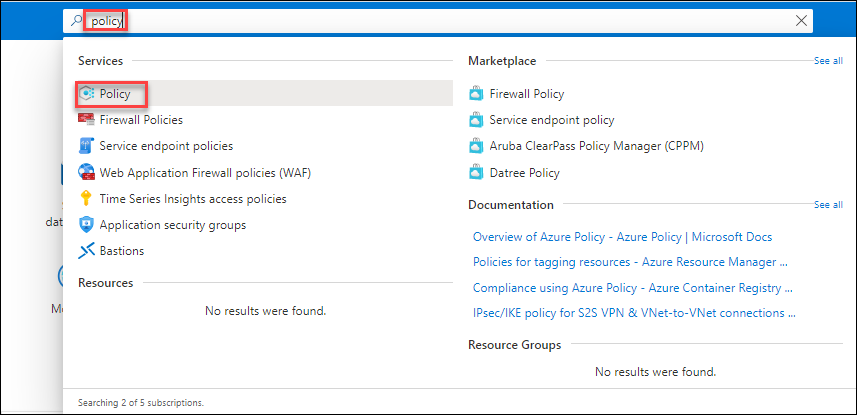 policy
Services
Policy
Firewall Policies
Service endpoint policies
Web Application Firewall policies (WAF)
Time Series Insights access policies
Application security groups
Bastions
Resources
No results were found.
Marketplace
See all
Firewall Policy
Service endpoint policy
Aruba ClearPass Policy Manager (CPPM)
Datree Policy
Documentation
See all
Overview of Azure Policy - Azure Policy | Microsoft Docs
Policies for tagging resources - Azure Resource Manager ...
Compliance using Azure Policy - Azure Container Registry ...
IPsec/IKE policy for S2S VPN & VNet-to-VNet connections ...
Resource Groups
No results were found.
Searching 2 of 5 subscriptions.